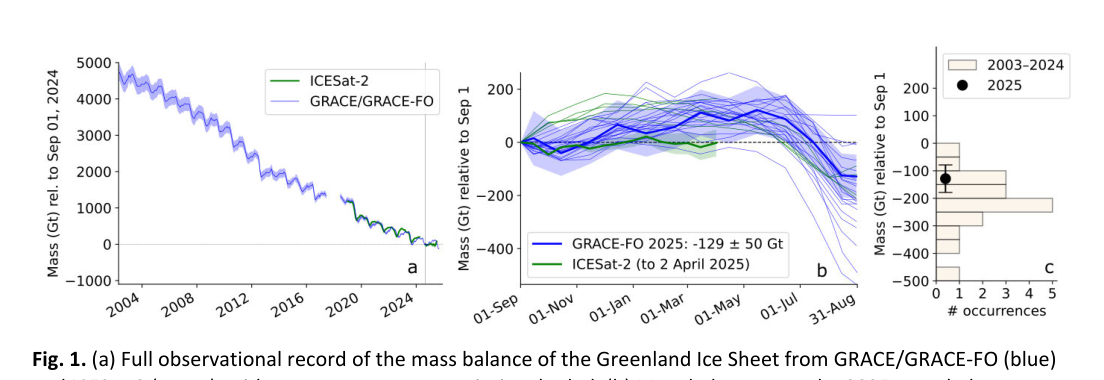 5000
4000
3000
2000
1000
0
−1000
Mass (Gt) rel. to Sep 01, 2024
2004
2008
2012
2016
2020
2024
ICESat-2
GRACE/GRACE-FO
a
200
0
−200
−400
Mass (Gt) relative to Sep 1
01-Sep
01-Nov
01-Jan
01-Mar
01-May
01-Jul
31-Aug
GRACE-FO 2025: -129 ± 50 Gt
ICESat-2 (to 2 April 2025)
b
2003–2024
2025
200
100
0
−100
−200
−300
−400
−500
Mass (Gt) relative to Sep 1
0 1 2 3 4 5
# occurrences
c
Fig. 1. (a) Full observational record of the mass balance of the Greenland Ice Sheet from GRACE/GRACE-FO (blue)